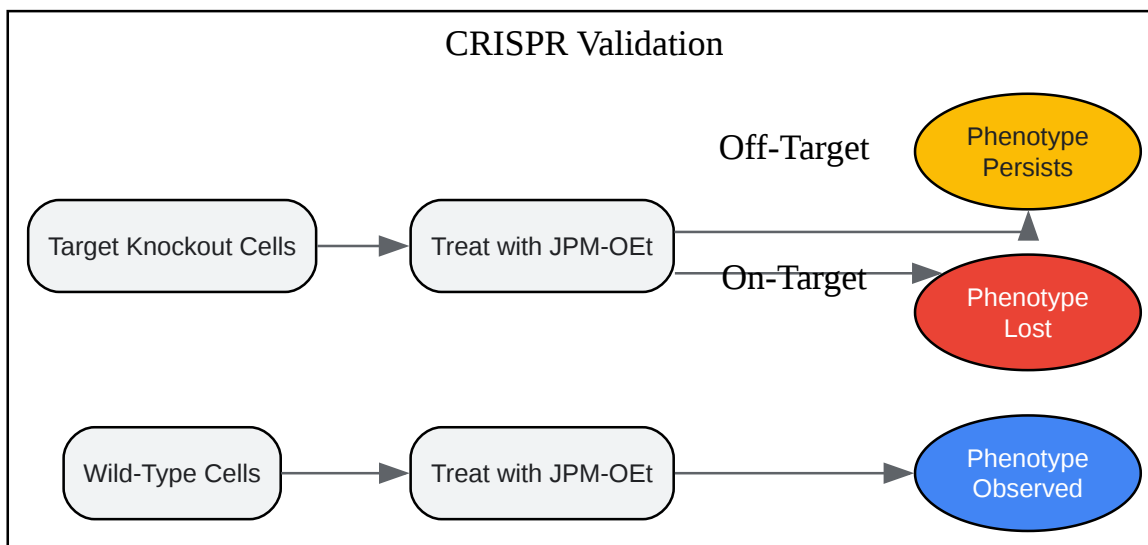 CRISPR Validation
Off-Target
Phenotype
Persists
Target Knockout Cells
Treat with JPM-OEt
On-Target
Phenotype
Lost
Wild-Type Cells
Treat with JPM-OEt
Phenotype
Observed